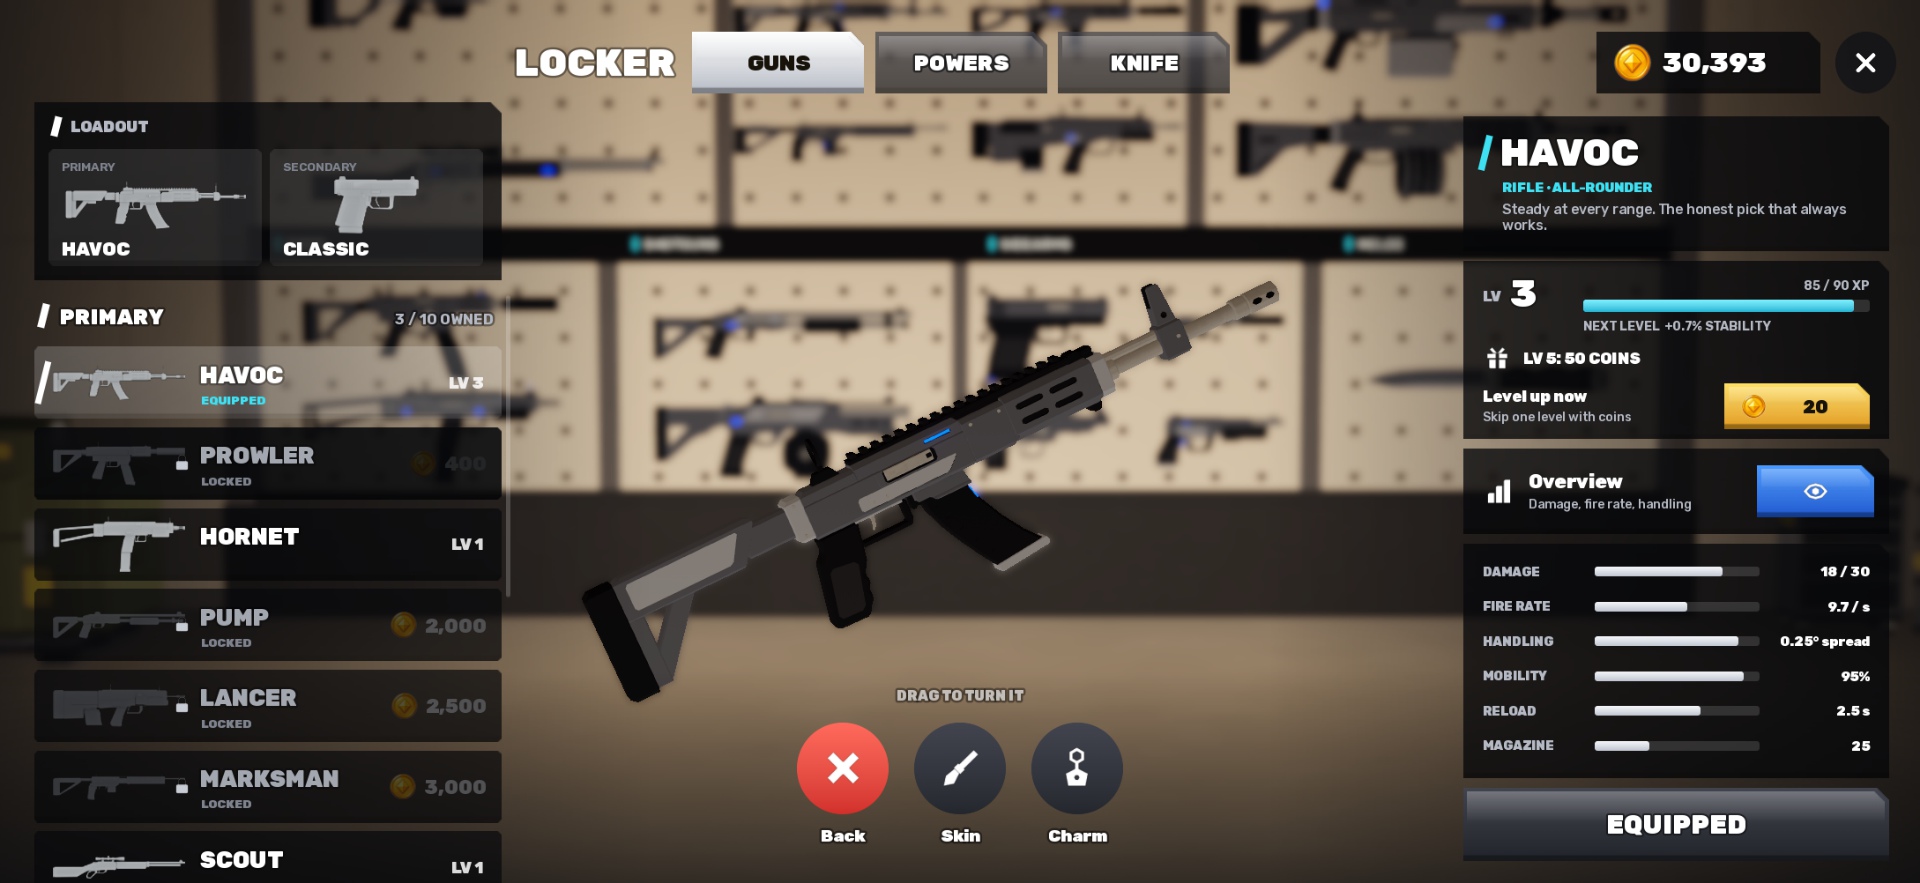 LOCKER
GUNS
POWERS
KNIFE
30,393
LOADOUT
PRIMARY
HAVOC
SECONDARY
CLASSIC
PRIMARY
3 / 10 OWNED
HAVOC
EQUIPPED
LV 3
PROWLER
LOCKED
400
HORNET
LV 1
PUMP
LOCKED
2,000
LANCER
LOCKED
2,500
MARKSMAN
LOCKED
3,000
SCOUT
LV 1
DRAG TO TURN IT
Back
Skin
Charm
HAVOC
RIFLE · ALL-ROUNDER
Steady at every range. The honest pick that always
works.
LV 3
85 / 90 XP
NEXT LEVEL +0.7% STABILITY
LV 5: 50 COINS
Level up now
Skip one level with coins
20
Overview
Damage, fire rate, handling
DAMAGE 18 / 30
FIRE RATE 9.7 / s
HANDLING 0.25° spread
MOBILITY 95%
RELOAD 2.5 s
MAGAZINE 25
EQUIPPED